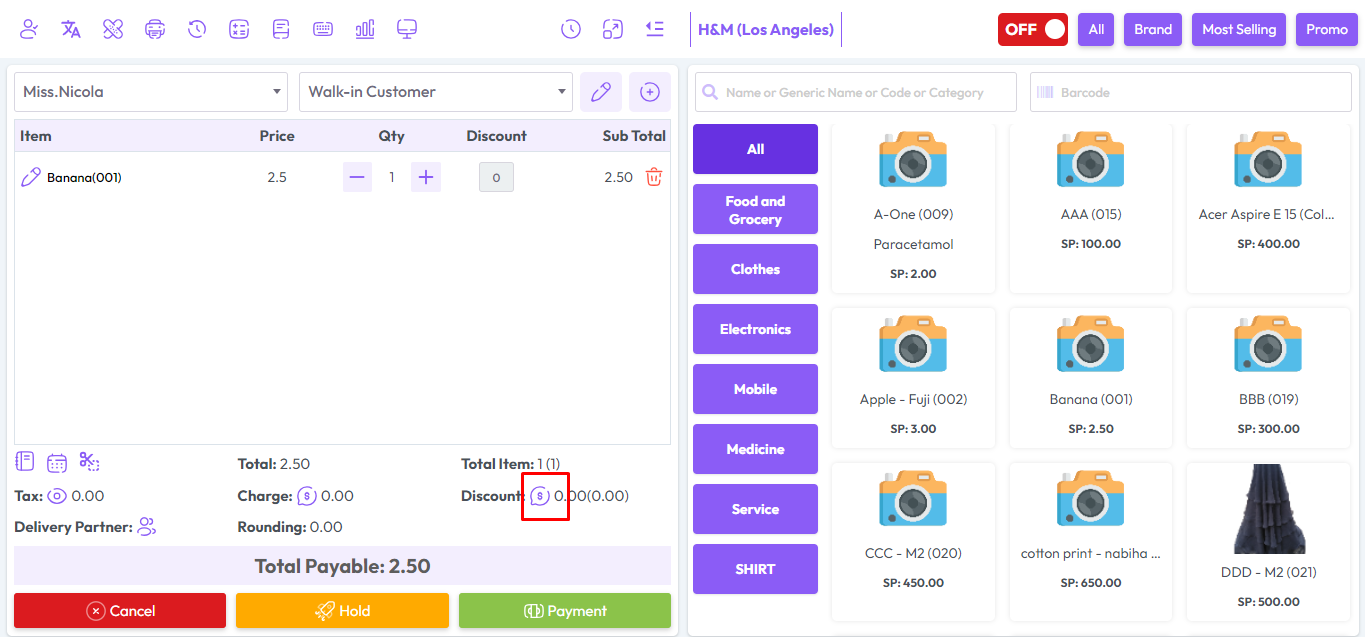 H&M (Los Angeles)
OFF
All
Brand
Most Selling
Promo
Miss.Nicola
Walk-in Customer
Item Price Qty Discount Sub Total
Banana(001) 2.5 1 0 2.50
Total: 2.50
Total Item: 1 (1)
Tax: 0.00
Charge: 0.00
Discount: 0.00(0.00)
Delivery Partner:
Rounding: 0.00
Total Payable: 2.50
Cancel
Hold
Payment
Name or Generic Name or Code or Category
Barcode
All
Food and
Grocery
Clothes
Electronics
Mobile
Medicine
Service
SHIRT
A-One (009)
Paracetamol
SP: 2.00
AAA (015)
SP: 100.00
Acer Aspire E 15 (Col...
SP: 400.00
Apple - Fuji (002)
SP: 3.00
Banana (001)
SP: 2.50
BBB (019)
SP: 300.00
CCC - M2 (020)
SP: 450.00
cotton print - nabiha ...
SP: 650.00
DDD - M2 (021)
SP: 500.00